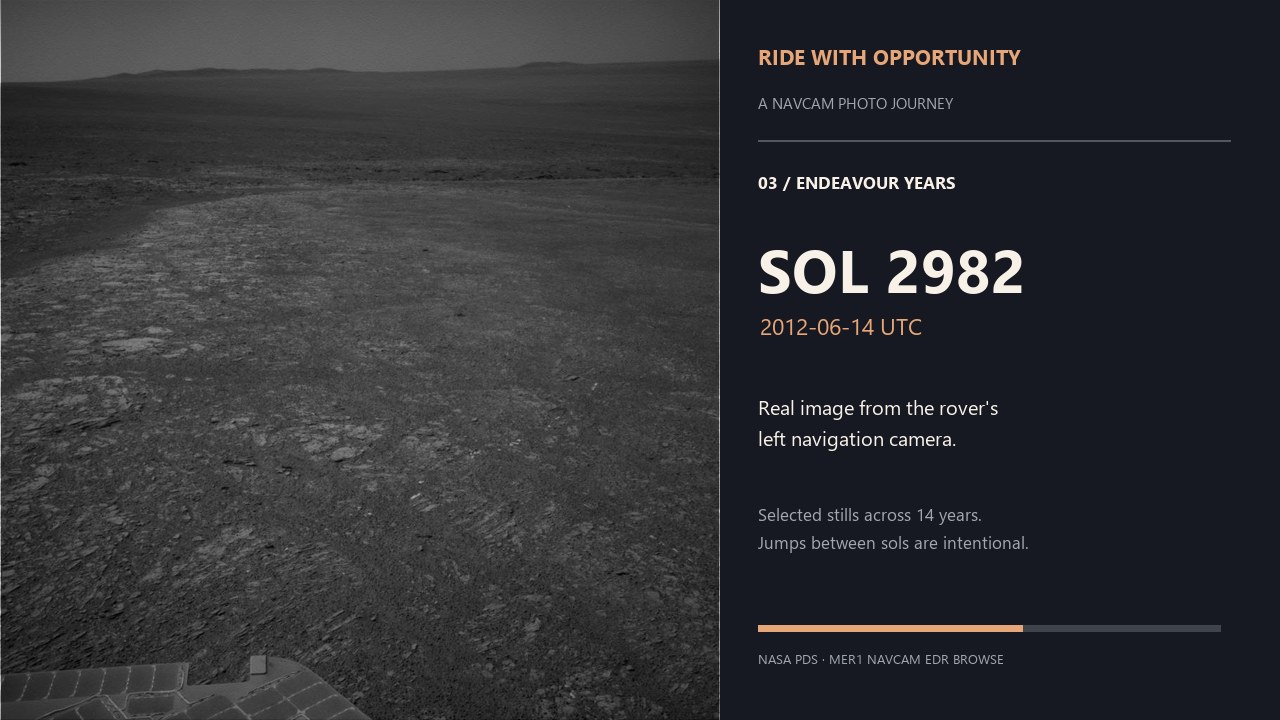 RIDE WITH OPPORTUNITY
A NAVCAM PHOTO JOURNEY
03 / ENDEAVOUR YEARS
SOL 2982
2012-06-14 UTC
Real image from the rover's
left navigation camera.
Selected stills across 14 years.
Jumps between sols are intentional.
NASA PDS · MER1 NAVCAM EDR BROWSE